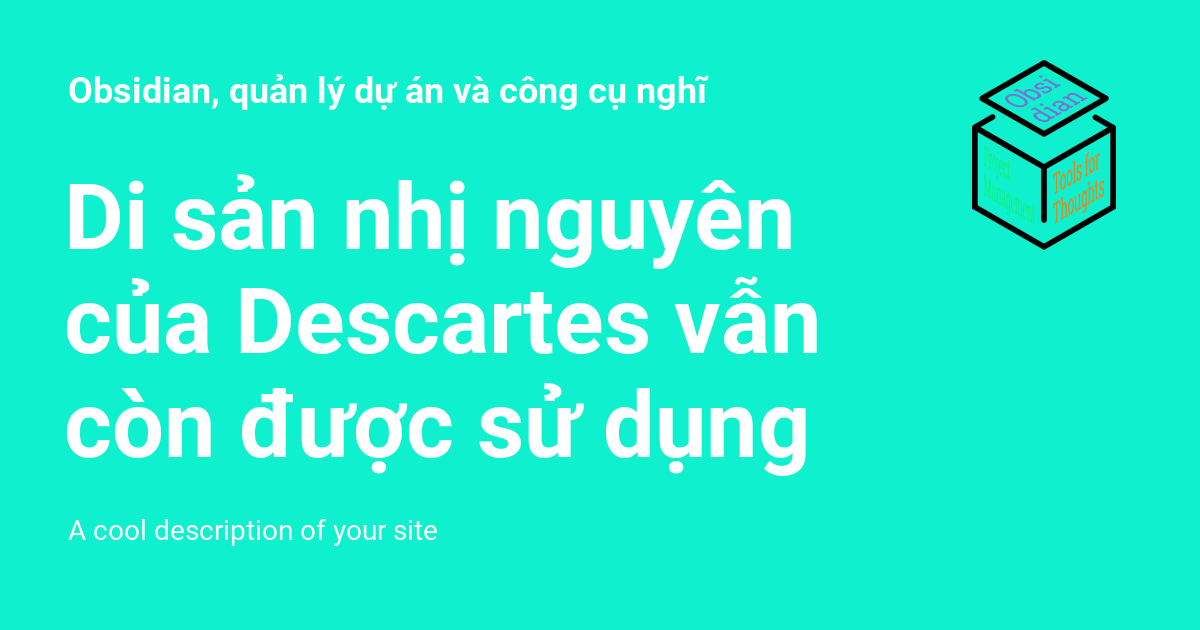 Obsidian, quản lý dự án và công cụ nghĩ
Obsi
dian
Project
Management
Tools for
Thoughts
Di sản nhị nguyên
của Descartes vẫn
còn được sử dụng
A cool description of your site